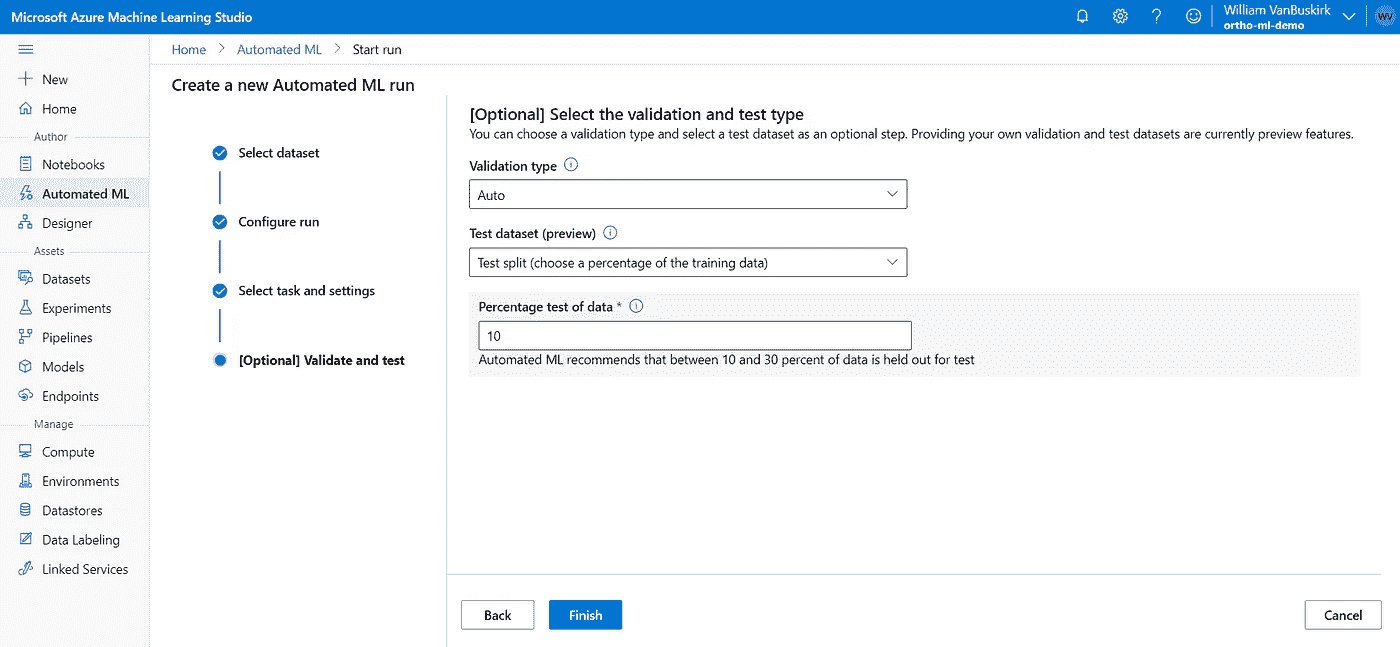 Microsoft Azure Machine Learning Studio
William VanBuskirk
ortho-ml-demo
WV
Home > Automated ML > Start run
New
Home
Author
Notebooks
Automated ML
Designer
Assets
Datasets
Experiments
Pipelines
Models
Endpoints
Manage
Compute
Environments
Datastores
Data Labeling
Linked Services
Create a new Automated ML run
Select dataset
Configure run
Select task and settings
[Optional] Validate and test
[Optional] Select the validation and test type
You can choose a validation type and select a test dataset as an optional step. Providing your own validation and test datasets are currently preview features.
Validation type
Auto
Test dataset (preview)
Test split (choose a percentage of the training data)
Percentage test of data *
10
Automated ML recommends that between 10 and 30 percent of data is held out for test
Back
Finish
Cancel